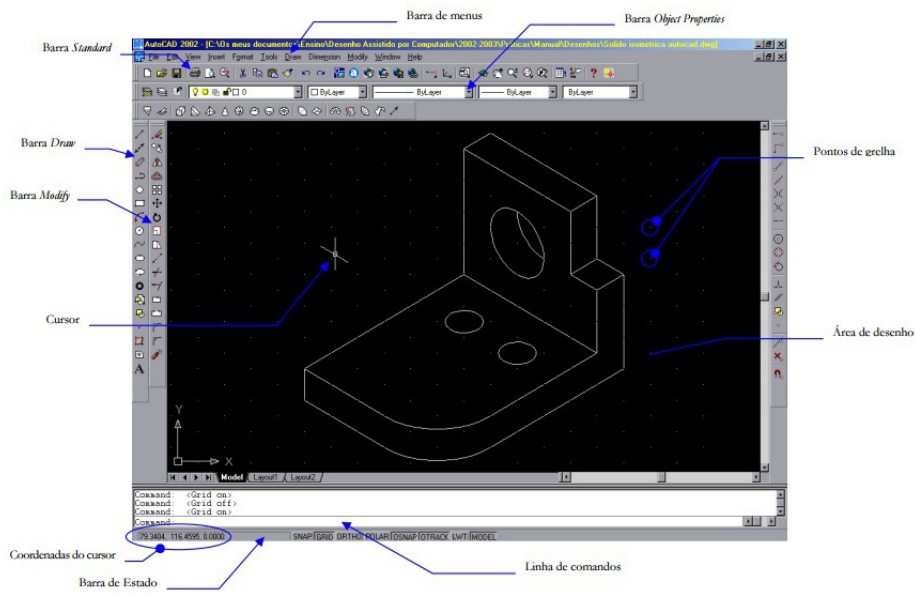 Barra de menus
Barra Object Properties
Barra Standard
AutoCAD 2002 - [C:\Os meus documentos\Ensino\Desenho Assistido por Computador\2002-2003\Praticas\Manual\Desenhos\Solido isometrica autocad.dwg]
File Edit View Insert Format Tools Draw Dimension Modify Window Help
0 ByLayer ByLayer ByLayer ByLayer
Barra Draw
Pontos de grelha
Barra Modify
Cursor
Área de desenho
A
Y
X
Model Layout1 Layout2
Command: <Grid on>
Command: <Grid off>
Command: <Grid on>
Command:
79.3404, 116.4595, 0.0000 SNAP GRID ORTHO POLAR OSNAP OTRACK LWT MODEL
Coordenadas do cursor
Linha de comandos
Barra de Estado